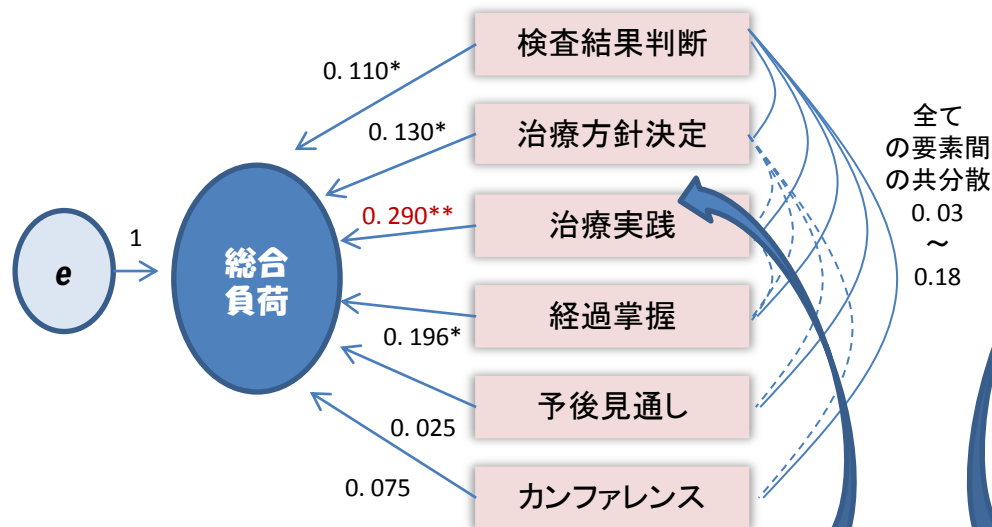 検査結果判断
0. 110*
治療方針決定
0. 130*
全て
の要素間
の共分散
0. 03
～
0. 18
治療実践
0. 290**
1
e
総合
負荷
経過掌握
0. 196*
予後見通し
0. 025
カンファレンス
0. 075